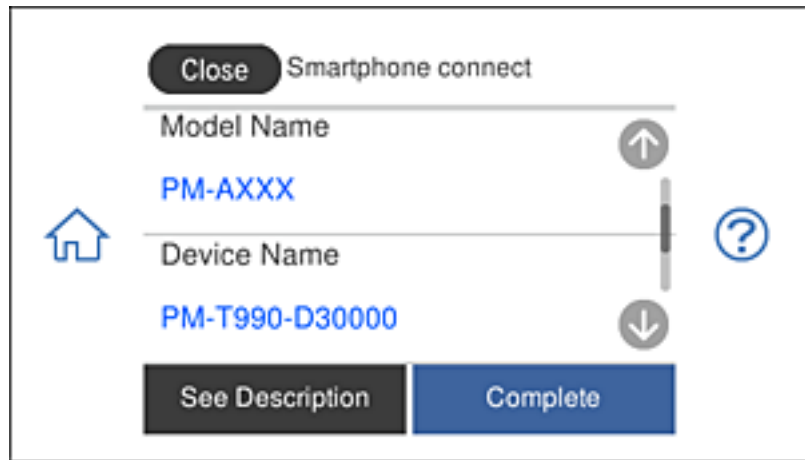 Close Smartphone connect
Model Name
PM-AXXX
Device Name
PM-T990-D30000
See Description Complete
?